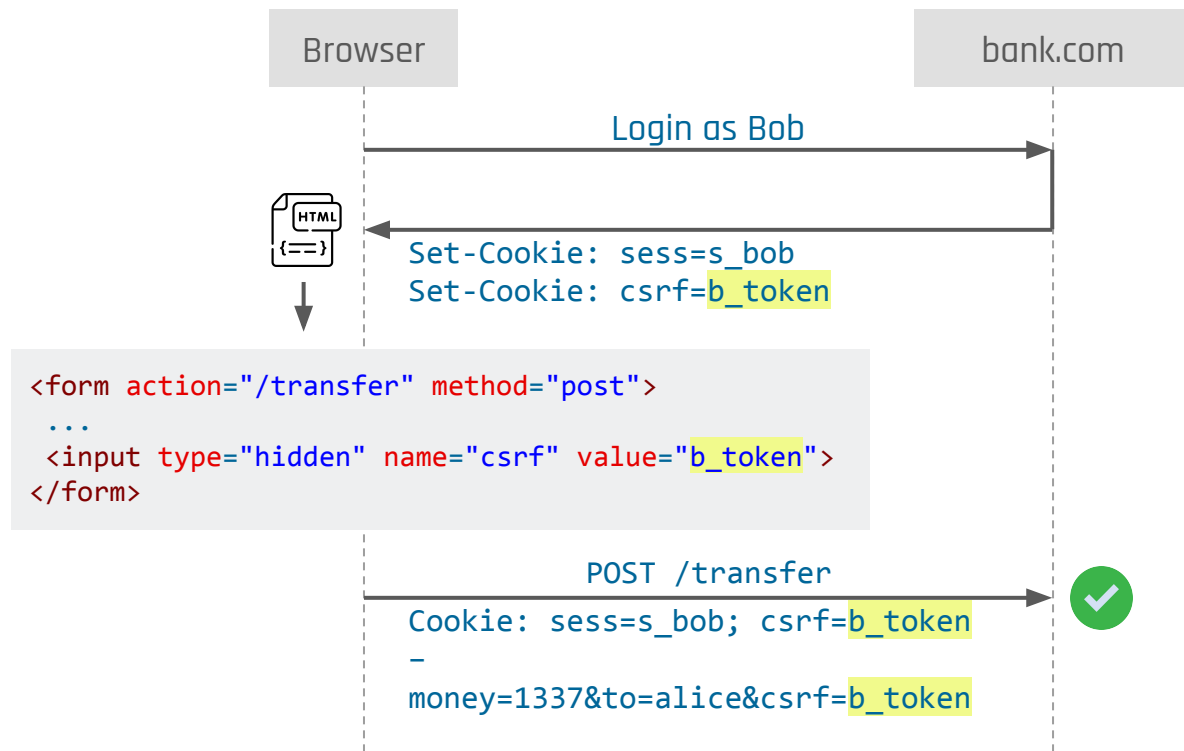 Browser
bank.com
Login as Bob
HTML
{==}
Set-Cookie: sess=s_bob
Set-Cookie: csrf=b_token
<form action="/transfer" method="post">
...
<input type="hidden" name="csrf" value="b_token">
</form>
POST /transfer
Cookie: sess=s_bob; csrf=b_token
–
money=1337&to=alice&csrf=b_token